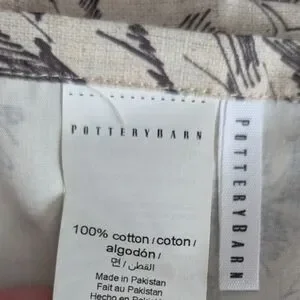 POTTERYBARN
100% cotton / coton /
algodón /
면 / القطن /
Made in Pakistan
Fait au Pakistan
Hecho en Pakistán
POTTERYBARN